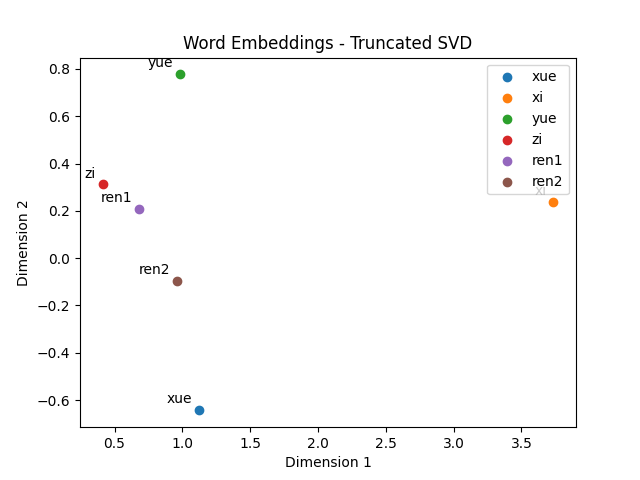 Word Embeddings - Truncated SVD
0.8
0.6
0.4
0.2
0.0
−0.2
−0.4
−0.6
Dimension 2
yue
zi
ren1
ren2
xue
xi
xue
xi
yue
zi
ren1
ren2
0.5
1.0
1.5
2.0
2.5
3.0
3.5
Dimension 1